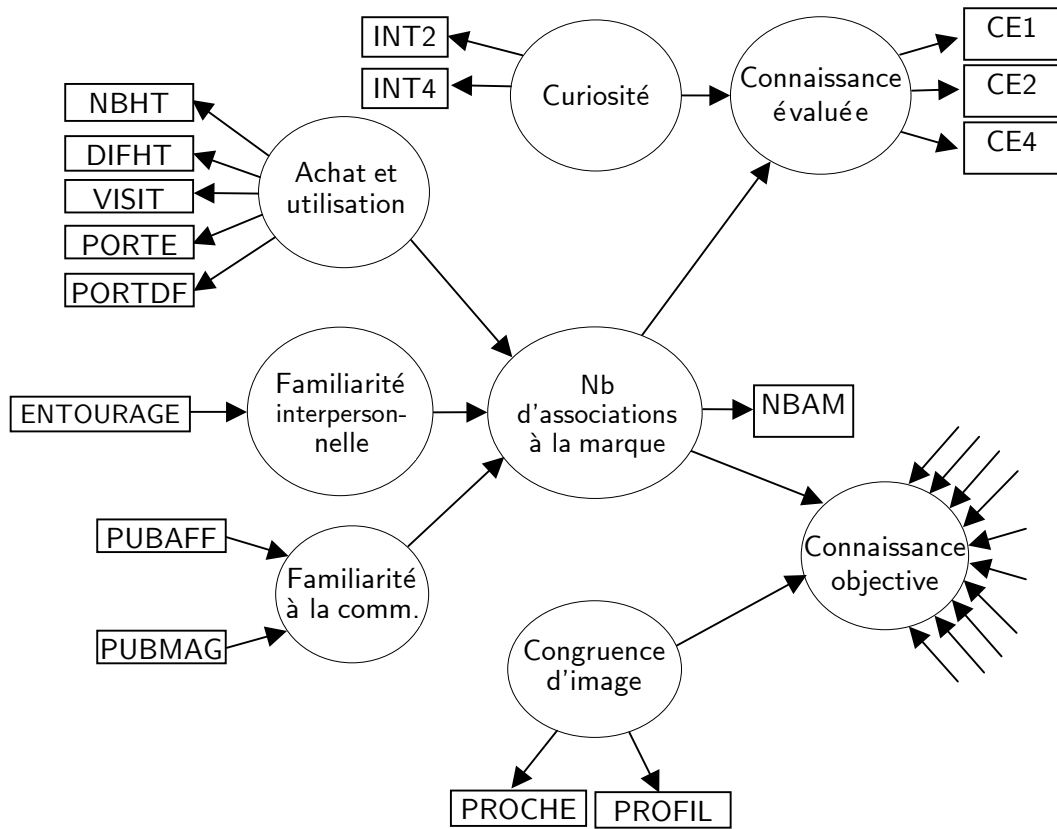 INT2
INT4
Curiosité
Connaissance
évaluée
CE1
CE2
CE4
NBHT
DIFHT
VISIT
PORTE
PORTDF
Achat et
utilisation
ENTOURAGE
Familiarité
interperson-
nelle
Nb
d'associations
à la marque
NBAM
PUBAFF
PUBMAG
Familiarité
à la comm.
Connaissance
objective
Congruence
d'image
PROCHE
PROFIL